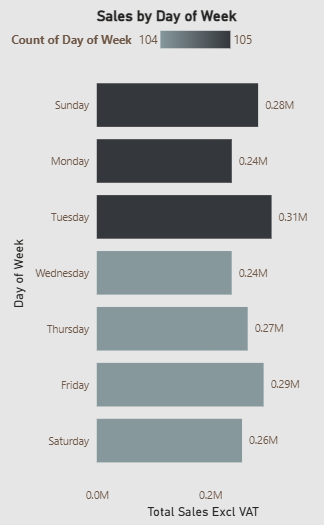 Sales by Day of Week
Count of Day of Week 104 105
Sunday 0.28M
Monday 0.24M
Tuesday 0.31M
Wednesday 0.24M
Thursday 0.27M
Friday 0.29M
Saturday 0.26M
Day of Week
0.0M 0.2M
Total Sales Excl VAT